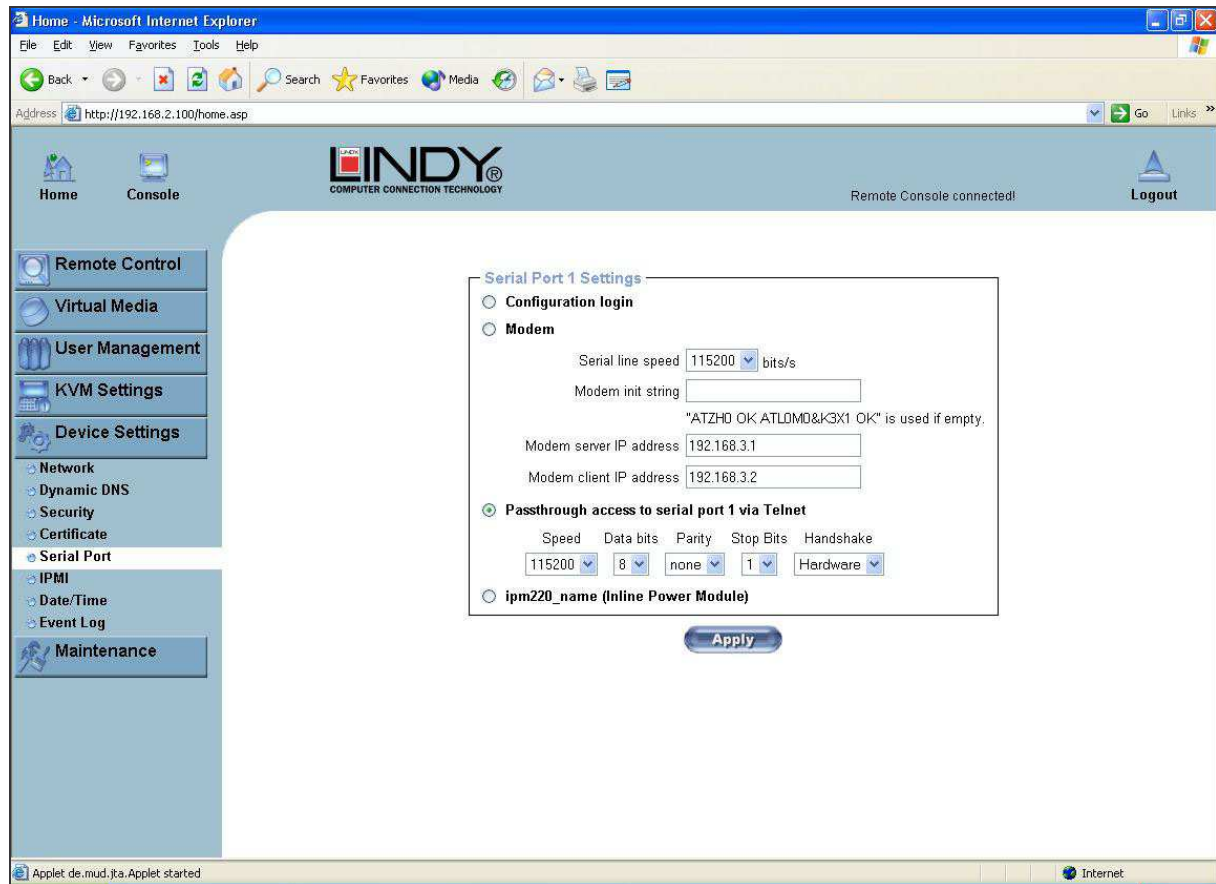 Home - Microsoft Internet Explorer
File Edit View Favorites Tools Help
Back Search Favorites Media
Address http://192.168.2.100/home.asp Go Links »
Home Console
LINDY®
COMPUTER CONNECTION TECHNOLOGY
Remote Console connected!
Logout
Remote Control
Virtual Media
User Management
KVM Settings
Device Settings
Network
Dynamic DNS
Security
Certificate
Serial Port
IPMI
Date/Time
Event Log
Maintenance
Serial Port 1 Settings
Configuration login
Modem
Serial line speed 115200 bits/s
Modem init string
"ATZH0 OK ATL0M0&K3X1 OK" is used if empty.
Modem server IP address 192.168.3.1
Modem client IP address 192.168.3.2
Passthrough access to serial port 1 via Telnet
Speed Data bits Parity Stop Bits Handshake
115200 8 none 1 Hardware
ipm220_name (Inline Power Module)
Apply
Applet de.mud.jta.Applet started Internet